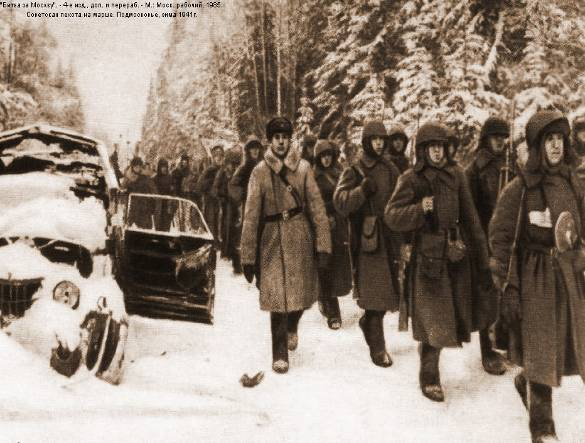 "Битва за Москву". - 4-е изд., доп. и перераб. - М.: Моск. рабочий, 1985.
Советская пехота на марше. Подмосковье, зима 1941г.